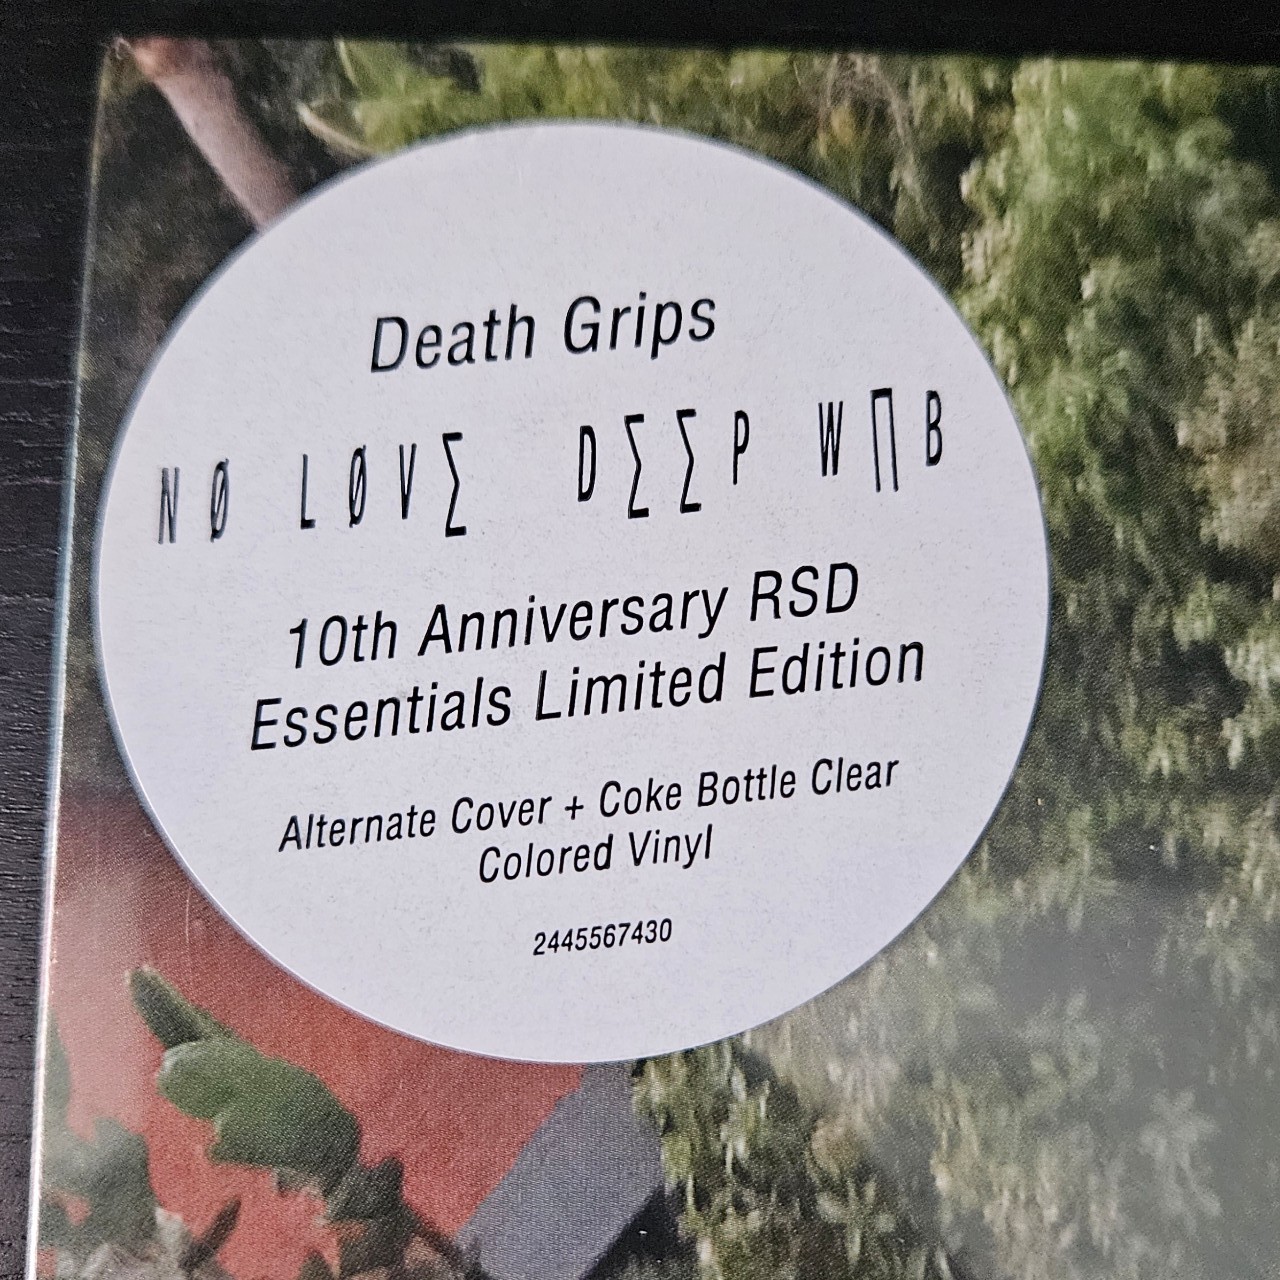 Death Grips
NØ LØVΣ DΣΣP WΠB
10th Anniversary RSD
Essentials Limited Edition
Alternate Cover + Coke Bottle Clear
Colored Vinyl
2445567430